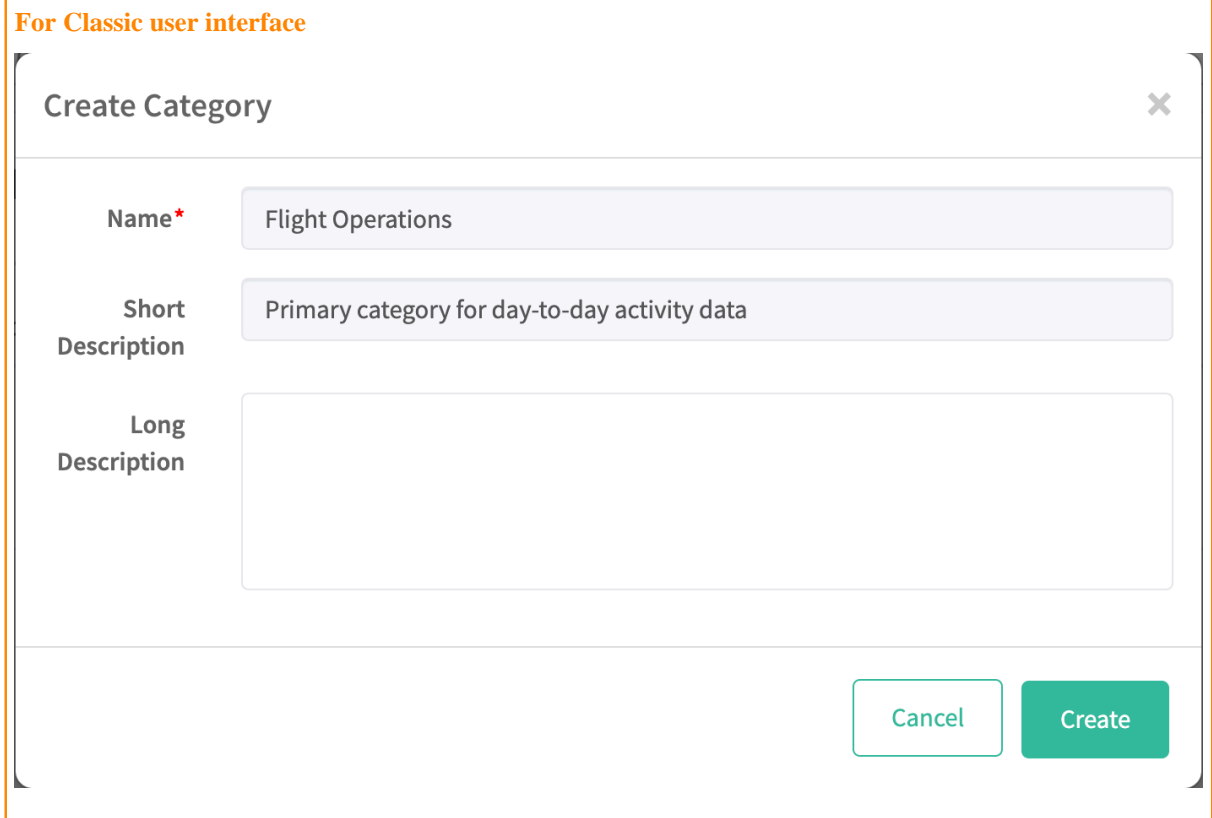 For Classic user interface
Create Category
Name*
Flight Operations
Short
Description
Primary category for day-to-day activity data
Long
Description
Cancel
Create